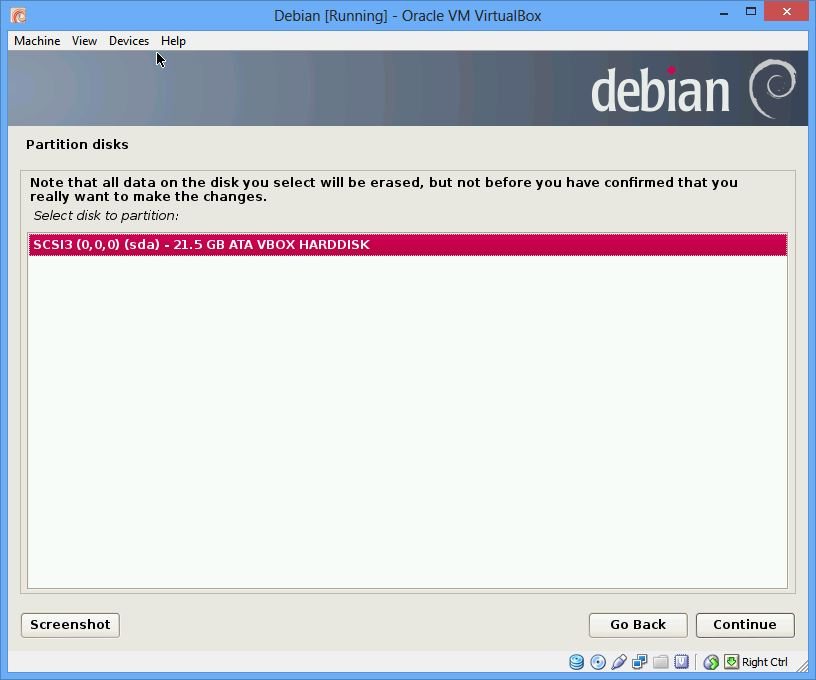 Debian [Running] - Oracle VM VirtualBox
Machine View Devices Help
debian
Partition disks
Note that all data on the disk you select will be erased, but not before you have confirmed that you
really want to make the changes.
Select disk to partition:
SCSI3 (0,0,0) (sda) - 21.5 GB ATA VBOX HARDDISK
Screenshot Go Back Continue
Right Ctrl